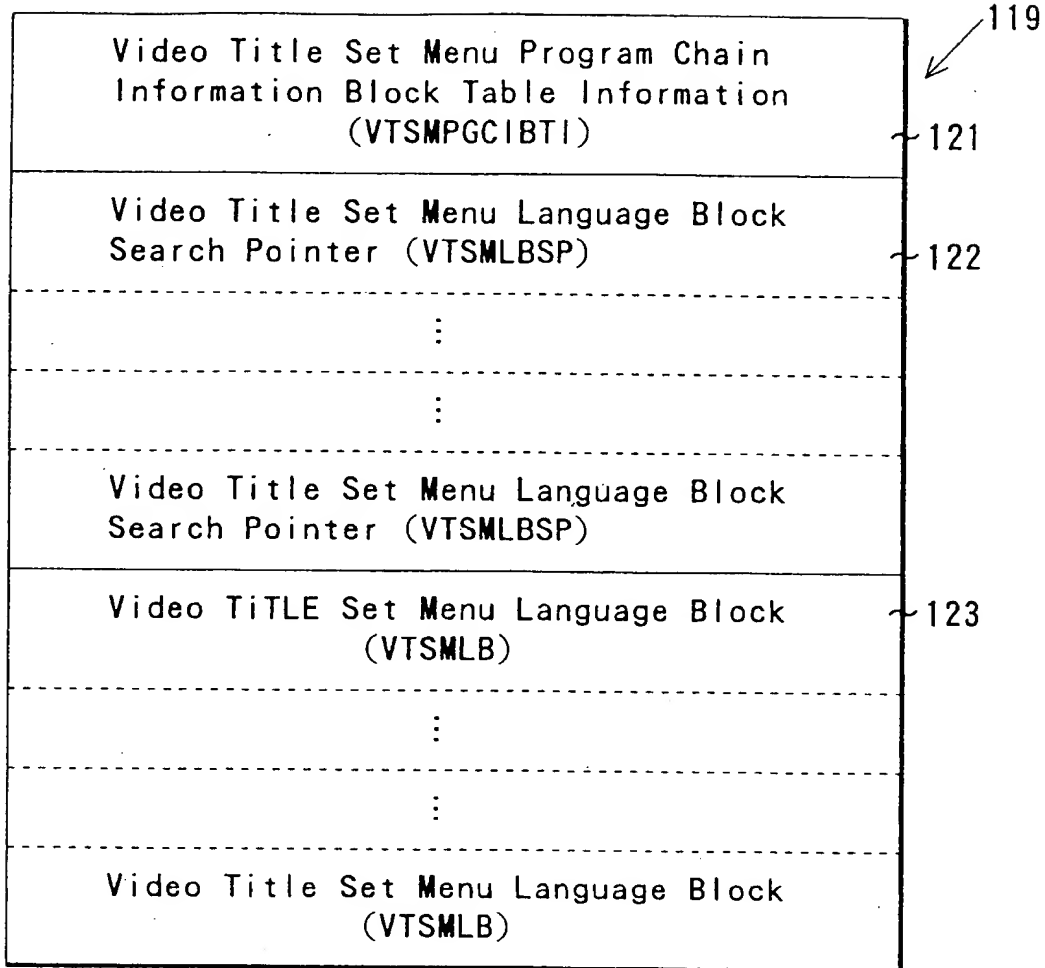 119
Video Title Set Menu Program Chain
Information Block Table Information
(VTSMPGCIBTI)
121
Video Title Set Menu Language Block
Search Pointer (VTSMLBSP)
122
⋮
⋮
Video Title Set Menu Language Block
Search Pointer (VTSMLBSP)
Video TiTLE Set Menu Language Block
(VTSMLB)
123
⋮
⋮
Video Title Set Menu Language Block
(VTSMLB)